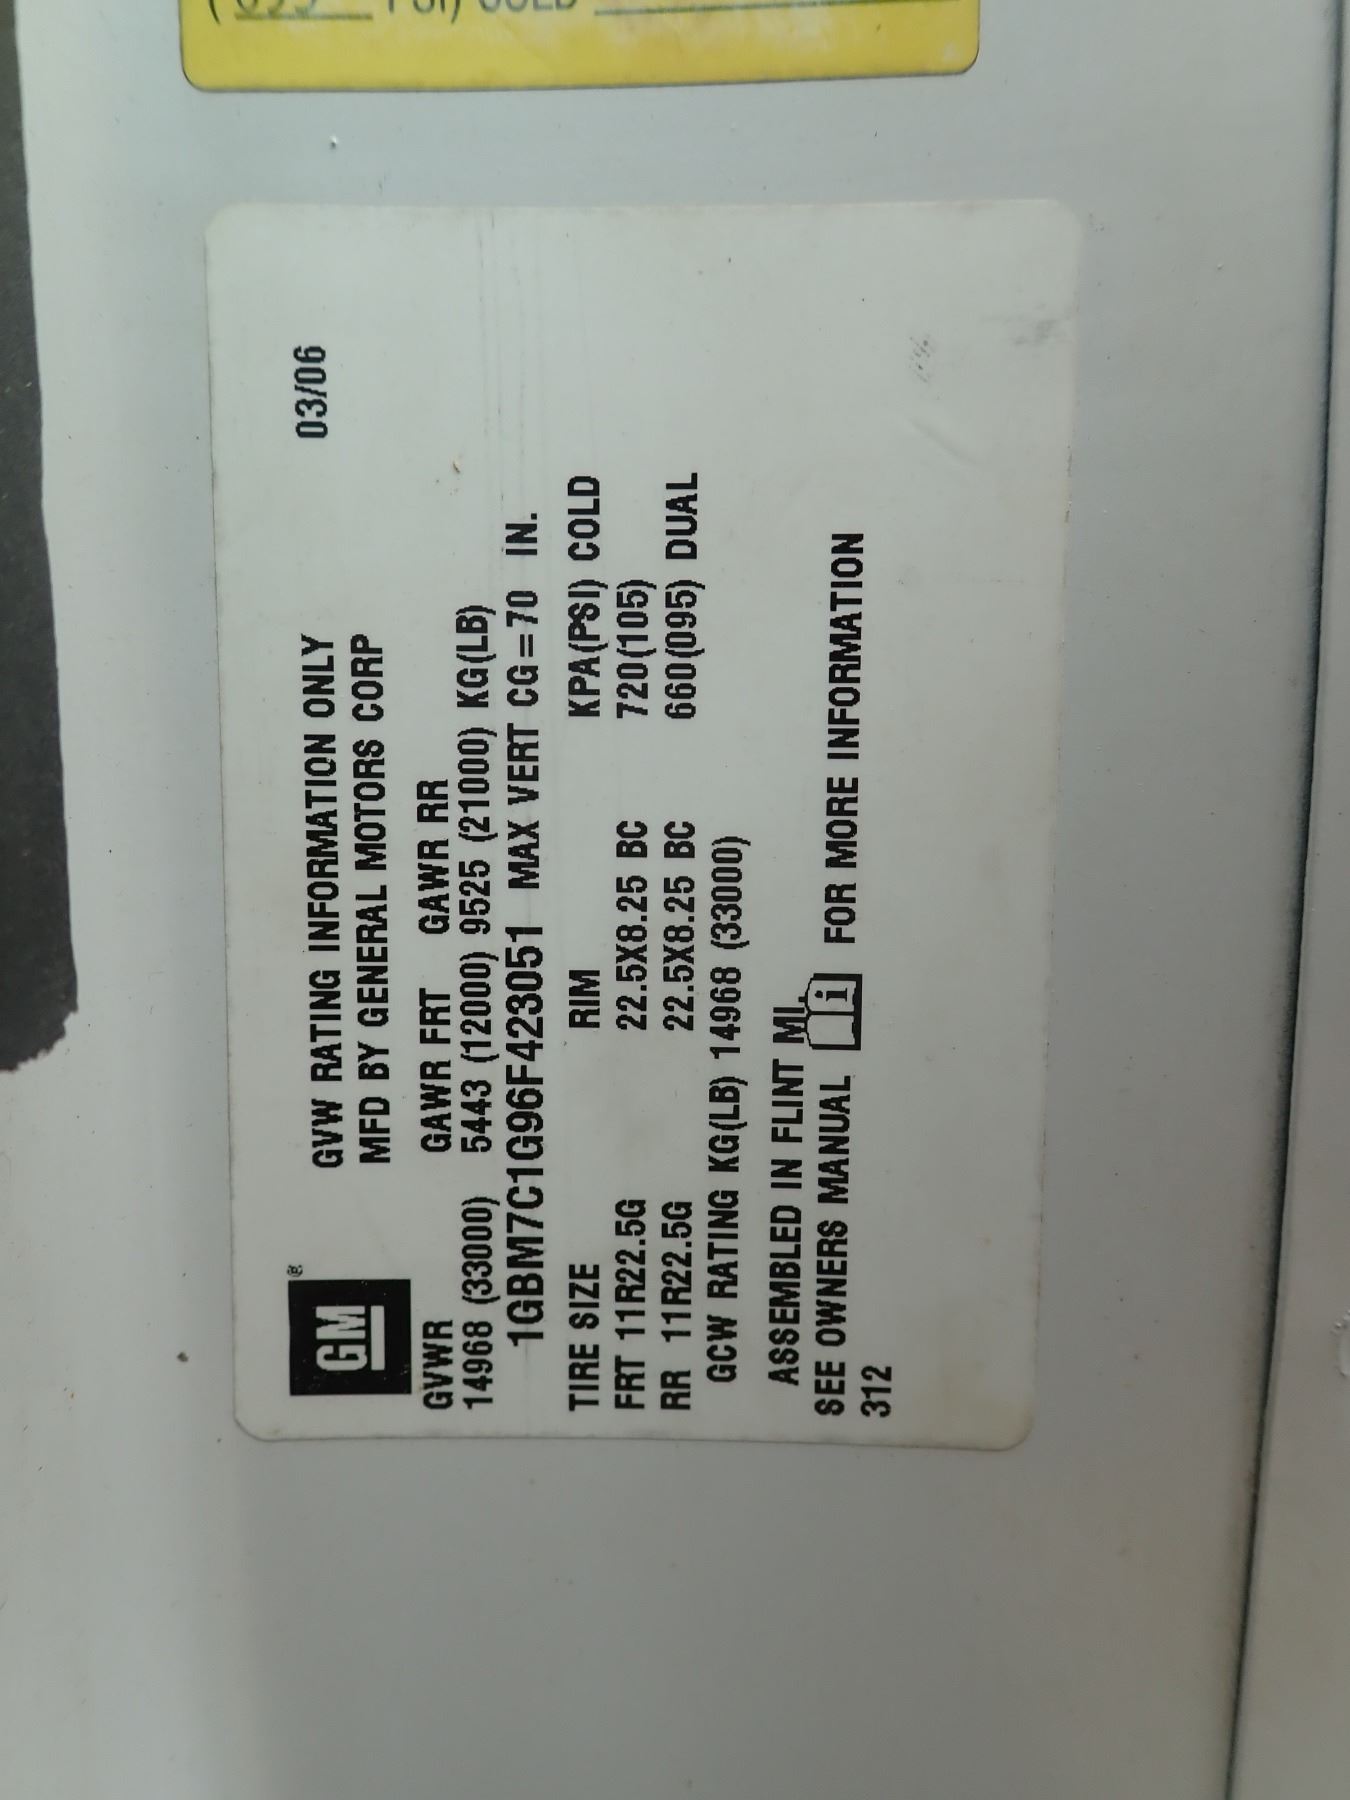 PSI) COLD
GM ®
GVW RATING INFORMATION ONLY 03/06
MFD BY GENERAL MOTORS CORP
GVWR GAWR FRT GAWR RR
14968 (33000) 5443 (12000) 9525 (21000) KG(LB)
1GBM7C1G96F423051 MAX VERT CG=70 IN.
TIRE SIZE RIM KPA(PSI) COLD
FRT 11R22.5G 22.5X8.25 BC 720(105)
RR 11R22.5G 22.5X8.25 BC 660(095) DUAL
GCW RATING KG(LB) 14968 (33000)
ASSEMBLED IN FLINT MI.
SEE OWNERS MANUAL i FOR MORE INFORMATION
312